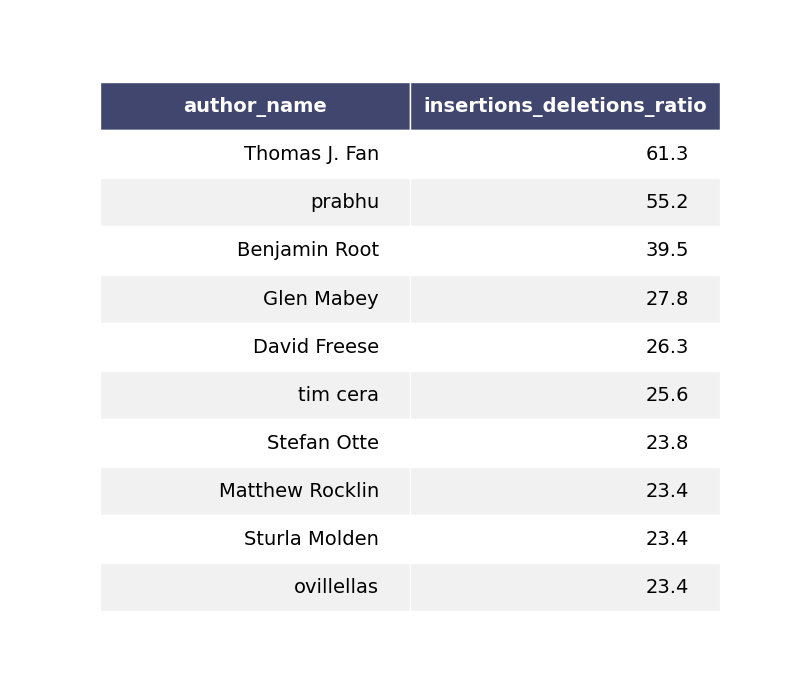 author_name insertions_deletions_ratio
Thomas J. Fan 61.3
prabhu 55.2
Benjamin Root 39.5
Glen Mabey 27.8
David Freese 26.3
tim cera 25.6
Stefan Otte 23.8
Matthew Rocklin 23.4
Sturla Molden 23.4
ovillellas 23.4